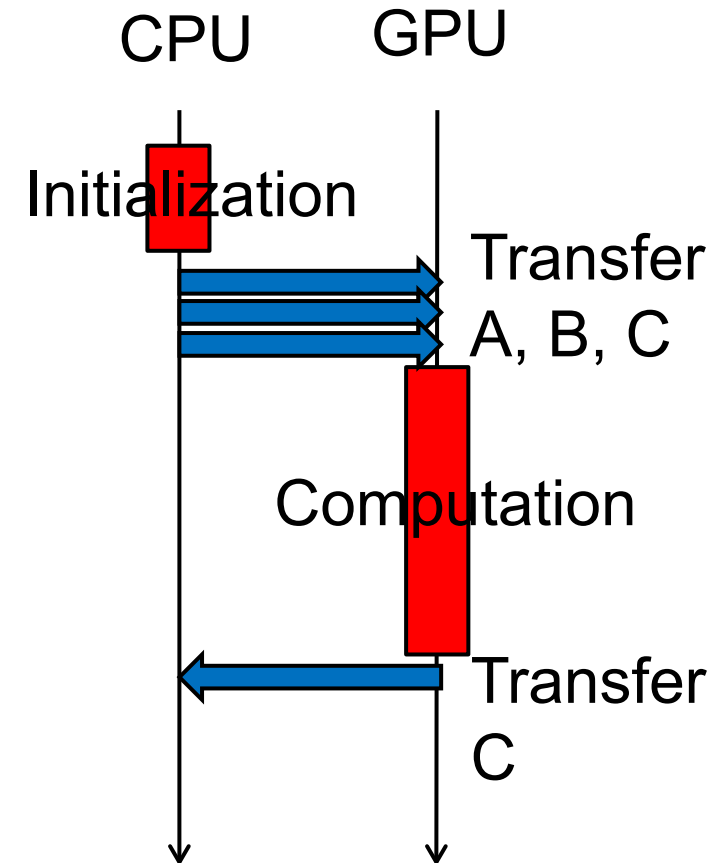 CPU
GPU
Initialization
Transfer
A, B, C
Computation
Transfer
C